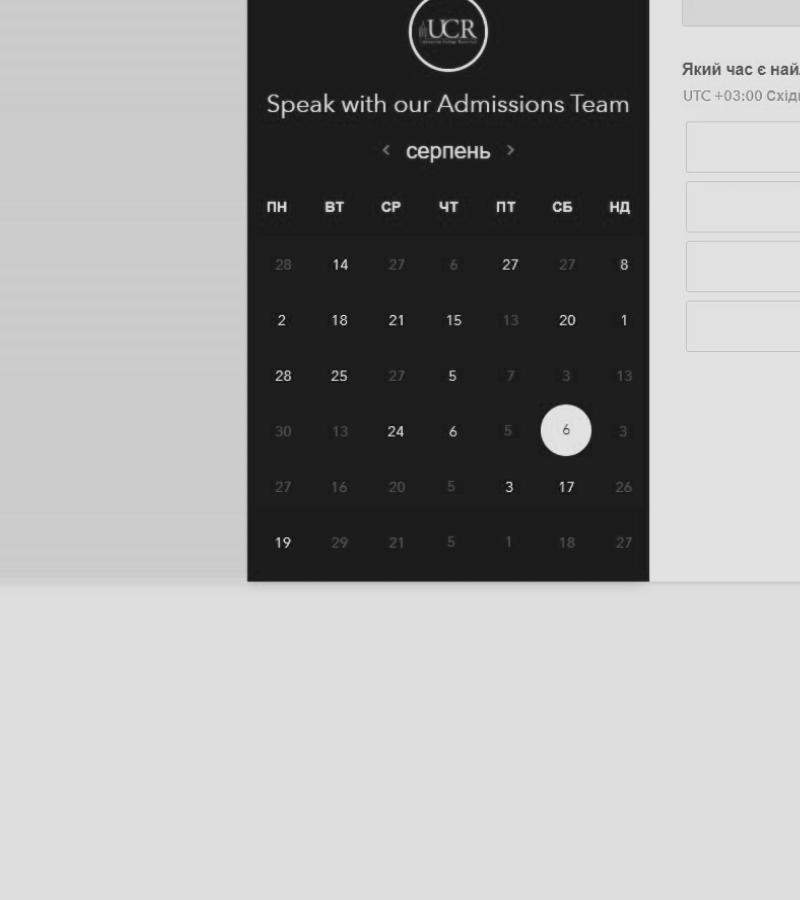 UCR
Speak with our Admissions Team
< серпень >
ПН ВТ СР ЧТ ПТ СБ НД
28 14 27 6 27 27 8
2 18 21 15 13 20 1
28 25 27 5 7 3 13
30 13 24 6 5 6 3
27 16 20 5 3 17 26
19 29 21 5 1 18 27
Який час є най
UTC +03:00 Східн